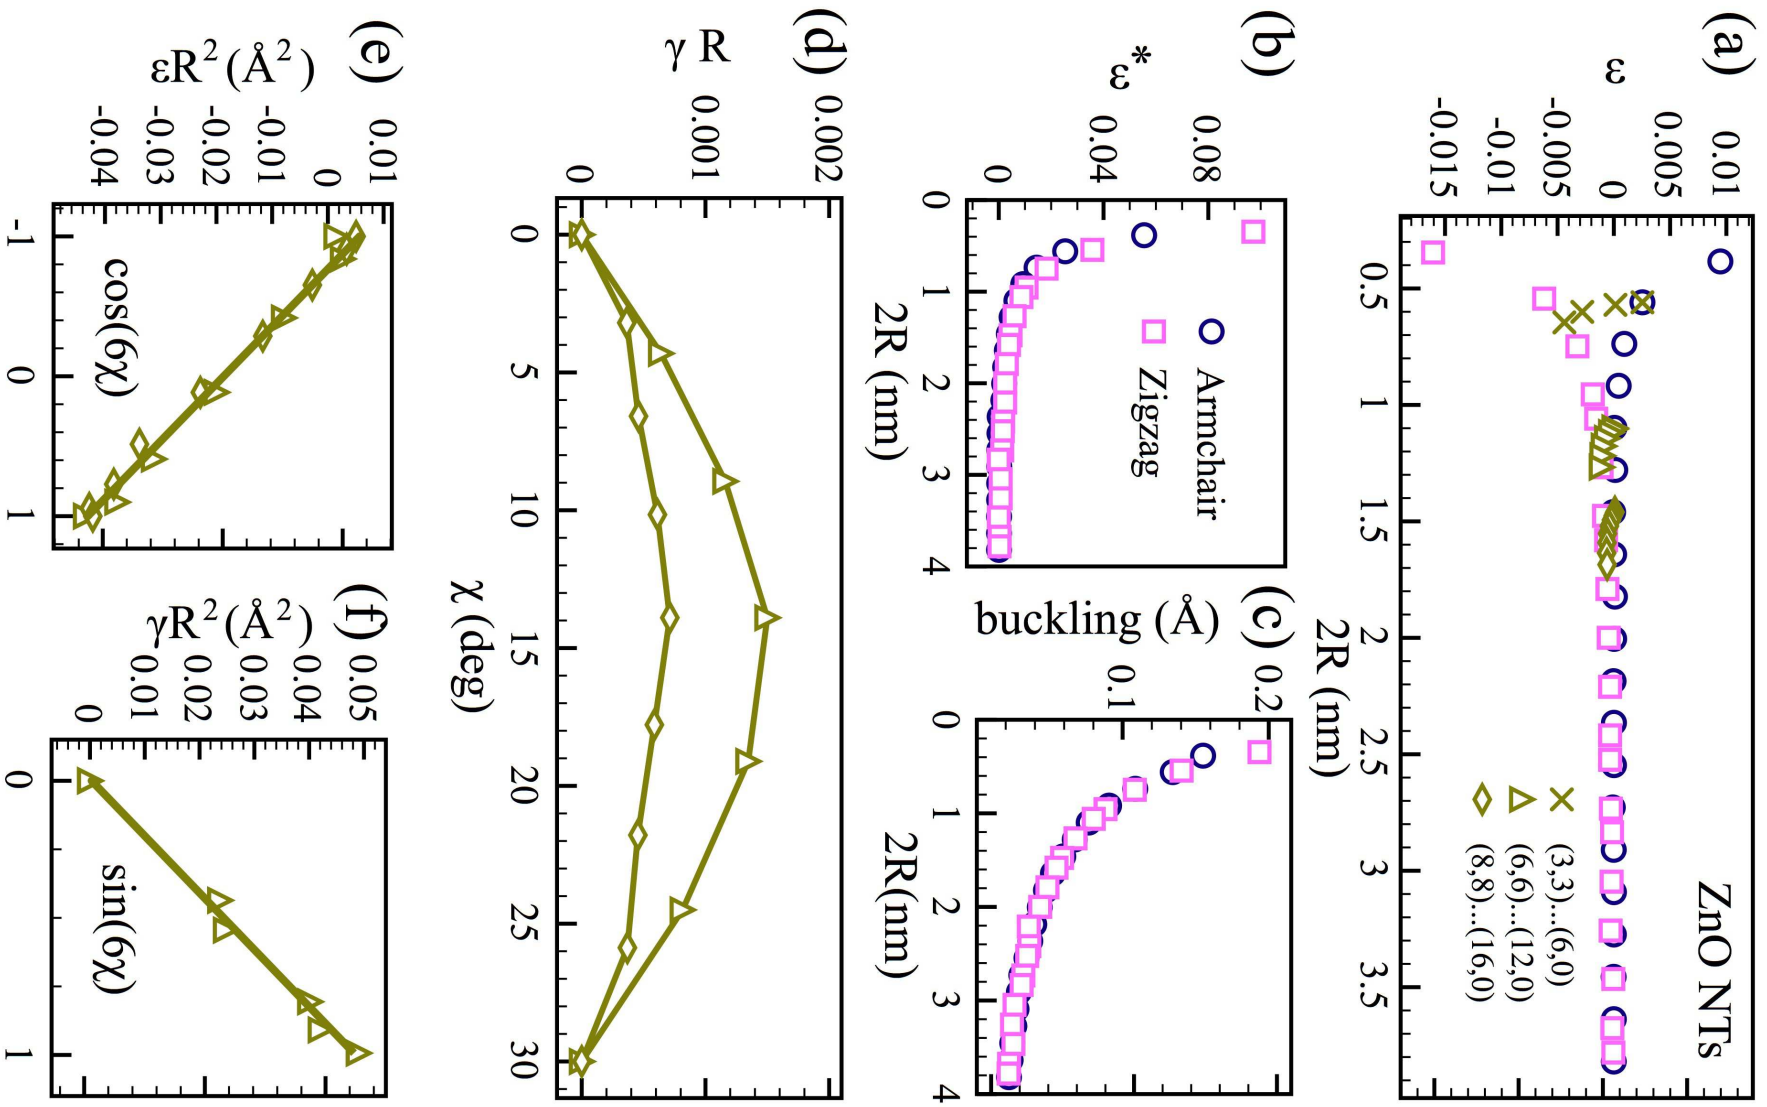 (a)
ZnO NTs
ε
0.01
0.005
0
-0.005
-0.01
-0.015
0.5
1
1.5
2
2.5
3
3.5
2R (nm)
(3,3)...(6,0)
(6,6)...(12,0)
(8,8)...(16,0)
(b)
ε*
0.08
0.04
0
0
1
2
3
4
2R (nm)
Armchair
Zigzag
(c)
buckling (Å)
0.2
0.1
0
1
2
3
4
2R(nm)
(d)
γ R
0.002
0.001
0
0
5
10
15
20
25
30
χ (deg)
(e)
εR²(Å²)
0.01
0
-0.01
-0.02
-0.03
-0.04
-1
0
1
cos(6χ)
(f)
γR²(Å²)
0.05
0.04
0.03
0.02
0.01
0
0
1
sin(6χ)